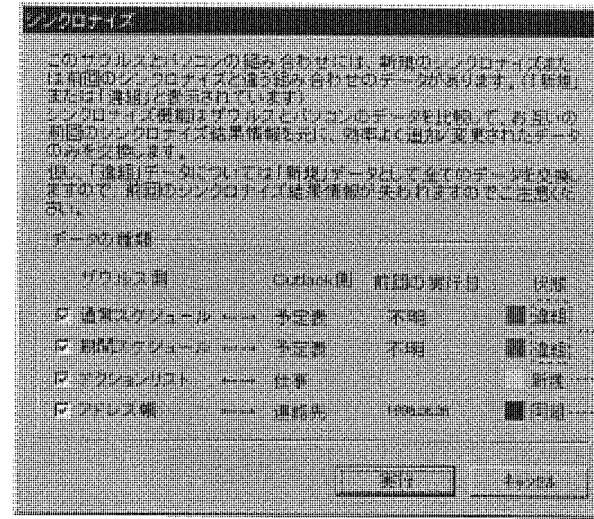 シンクロナイズ
このザウルスとパソコンの組み合わせには、新規のシンクロナイズまた
は前回のシンクロナイズと違う組み合わせのデータがあります。(「新規」
または「違組」と表示されています)
シンクロナイズ機能はザウルスとパソコンのデータを比較して、お互いの
前回のシンクロナイズ結果情報を元に、効率よく追加/変更されたデータ
のみを交換します。
但し、「違組」データについては「新規」データとして全てのデータを交換し
ますので、前回のシンクロナイズ結果情報が失われますのでご注意くだ
さい。
データの種類
ザウルス側 Outlook側 前回の実行日 状態
通常スケジュール ←→ 予定表 不明 違組
期間スケジュール ←→ 予定表 不明 違組
アクションリスト ←→ 仕事 新規
アドレス帳 ←→ 連絡先 同組
実行 キャンセル